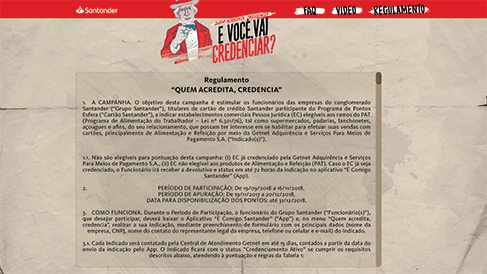 Santander
FAQ VÍDEO REGULAMENTO
E VOCÊ, VAI
CREDENCIAR?
Regulamento
"QUEM ACREDITA, CREDENCIA"
1. A CAMPANHA. O objetivo desta campanha é estimular os funcionários das empresas do conglomerado
Santander ("Grupo Santander"), titulares de cartão de crédito Santander participante do Programa de Pontos
Esfera ("Cartão Santander"), a indicar estabelecimentos comerciais Pessoa Jurídica (EC) elegíveis aos ramos do PAT
(Programa de Alimentação do Trabalhador – Lei nº 6.321/76), tal como supermercados, padarias, lanchonetes,
açougues e afins, do seu relacionamento, que possam ter interesse em se habilitar para efetuar suas vendas com
cartões, principalmente de Alimentação e Refeição por meio da Getnet Adquirência e Serviços Para Meios de
Pagamento S.A. ("Indicado(s)").
1.1. Não são elegíveis para pontuação desta campanha: (i) EC já credenciado pela Getnet Adquirência e Serviços
Para Meios de Pagamento S.A., (ii) EC não elegíveis aos produtos de Alimentação e Refeição (PAT). Caso o EC já seja
credenciado, o Funcionário irá receber a devolutiva e status em até 72 horas da indicação no aplicativo "É Comigo
Santander" (App).
2. PERÍODO DE PARTICIPAÇÃO: De 19/09/2018 a 16/11/2018.
PERÍODO DE APURAÇÃO: De 19/11/2017 a 20/12/2018.
DATA PARA DISPONIBILIZAÇÃO DOS PONTOS: até 31/12/2018.
3. COMO FUNCIONA. Durante o Período de Participação, o funcionário do Grupo Santander ("Funcionário(s)"),
que desejar participar, deverá baixar o Aplicativo "É Comigo Santander" ("App") e, no menu "Quem acredita,
credencia", realizar a sua indicação, mediante preenchimento de formulário com os principais dados (nome da
empresa, CNPJ, nome do contato do representante legal da empresa, telefone ou celular e e-mail) do Indicado.
3.1. Cada Indicado será contatado pela Central de Atendimento Getnet em até 15 dias, contados a partir da data do
envio da indicação pelo App. O Indicado ficará com o status "Credenciamento Ativo" se cumprir os requisitos
descritos abaixo, atendendo à pontuação e regras da Tabela 1: